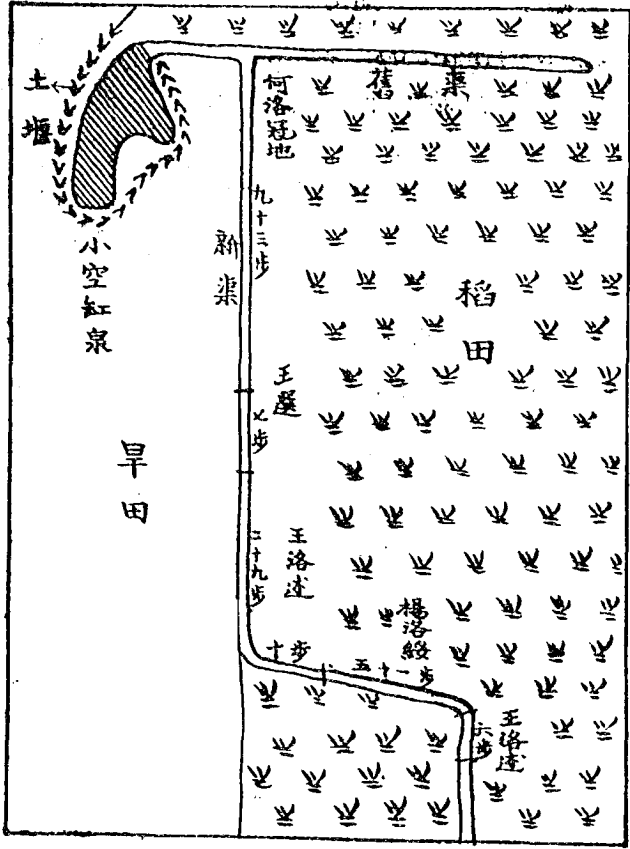 舊渠
土堰
何洛冠地
九十三步
新渠
小空缸泉
稻田
王選
七步
旱田
王洛述
二十九步
楊洛綏
十步
五十一步
王洛述
六步